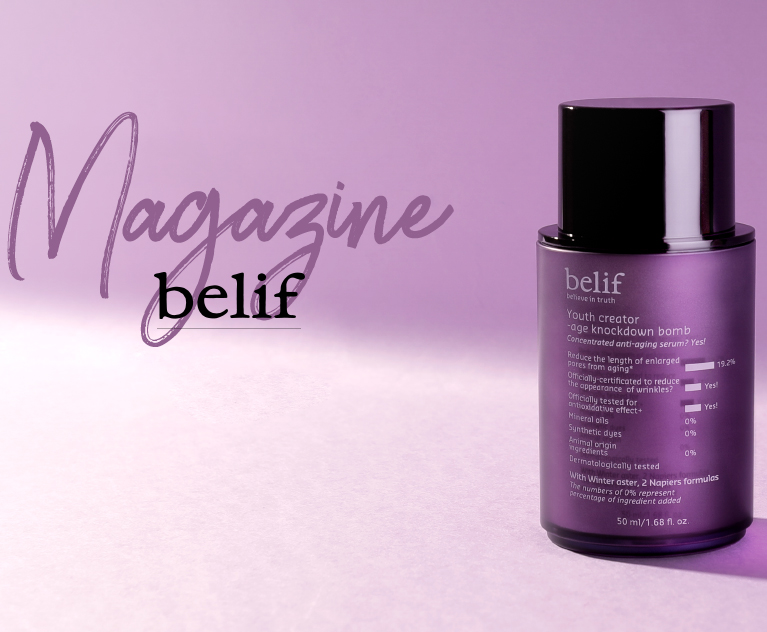 Magazine
belif
belif
believe in truth
Youth creator
-age knockdown bomb
Concentrated anti-aging serum? Yes!
Reduce the length of enlarged
pores from aging* 19.2%
Officially-certificated to reduce
the appearance of wrinkles? Yes!
Officially tested for
antioxidative effect+ Yes!
Mineral oils 0%
Synthetic dyes 0%
Animal origin
ingredients 0%
Dermatologically tested
With Winter aster, 2 Napiers formulas
The numbers of 0% represent
percentage of ingredient added
50 ml/1.68 fl. oz.